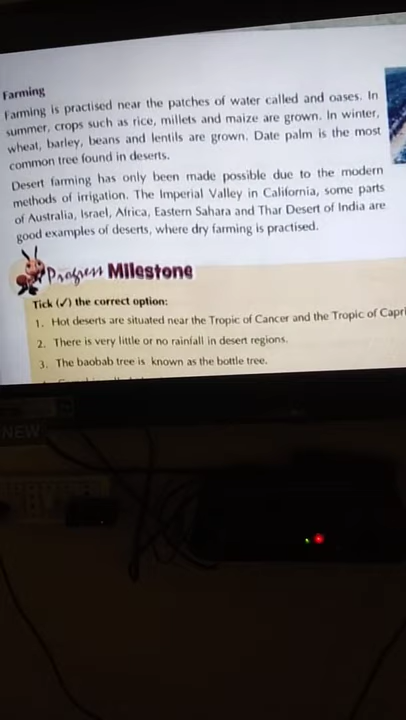 Farming
Farming is practised near the patches of water called and oases. In
summer, crops such as rice, millets and maize are grown. In winter,
wheat, barley, beans and lentils are grown. Date palm is the most
common tree found in deserts.
Desert farming has only been made possible due to the modern
methods of irrigation. The Imperial Valley in California, some parts
of Australia, Israel, Africa, Eastern Sahara and Thar Desert of India are
good examples of deserts, where dry farming is practised.
Progress Milestone
Tick (✓) the correct option:
1. Hot deserts are situated near the Tropic of Cancer and the Tropic of Capri
2. There is very little or no rainfall in desert regions.
3. The baobab tree is known as the bottle tree.
NEW